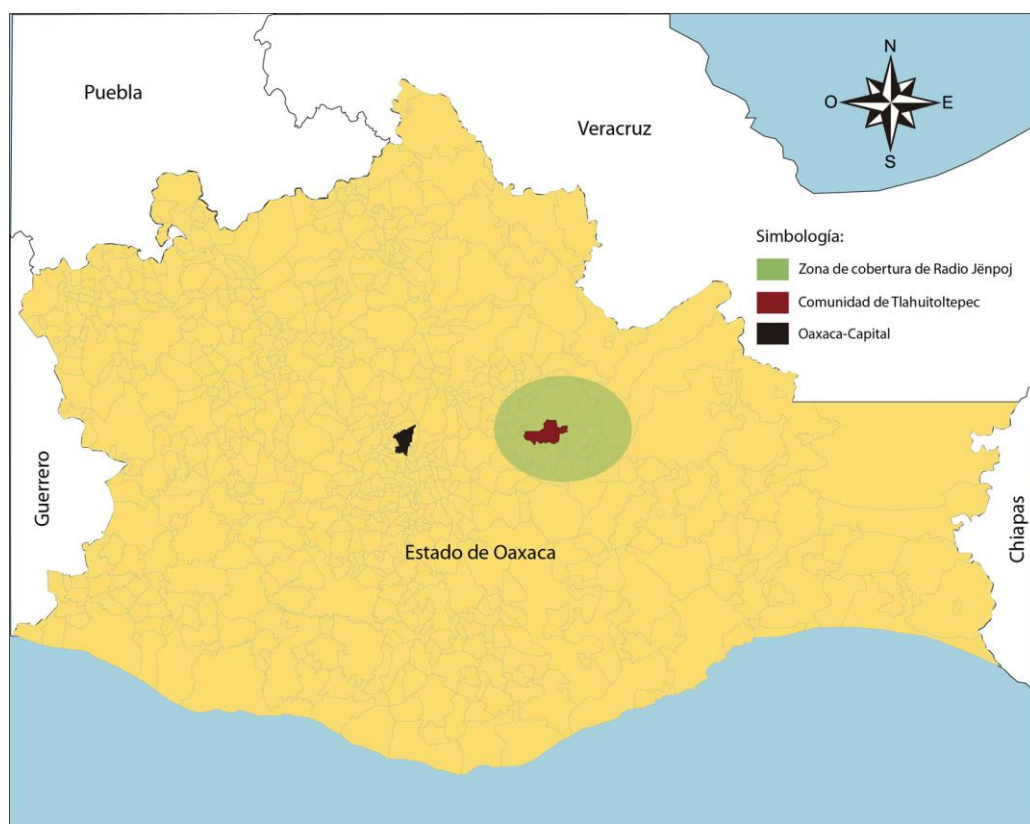 Puebla
Veracruz
N
O
E
S
Simbología:
Zona de cobertura de Radio Jënpoj
Comunidad de Tlahuitoltepec
Oaxaca-Capital
Guerrero
Estado de Oaxaca
Chiapas